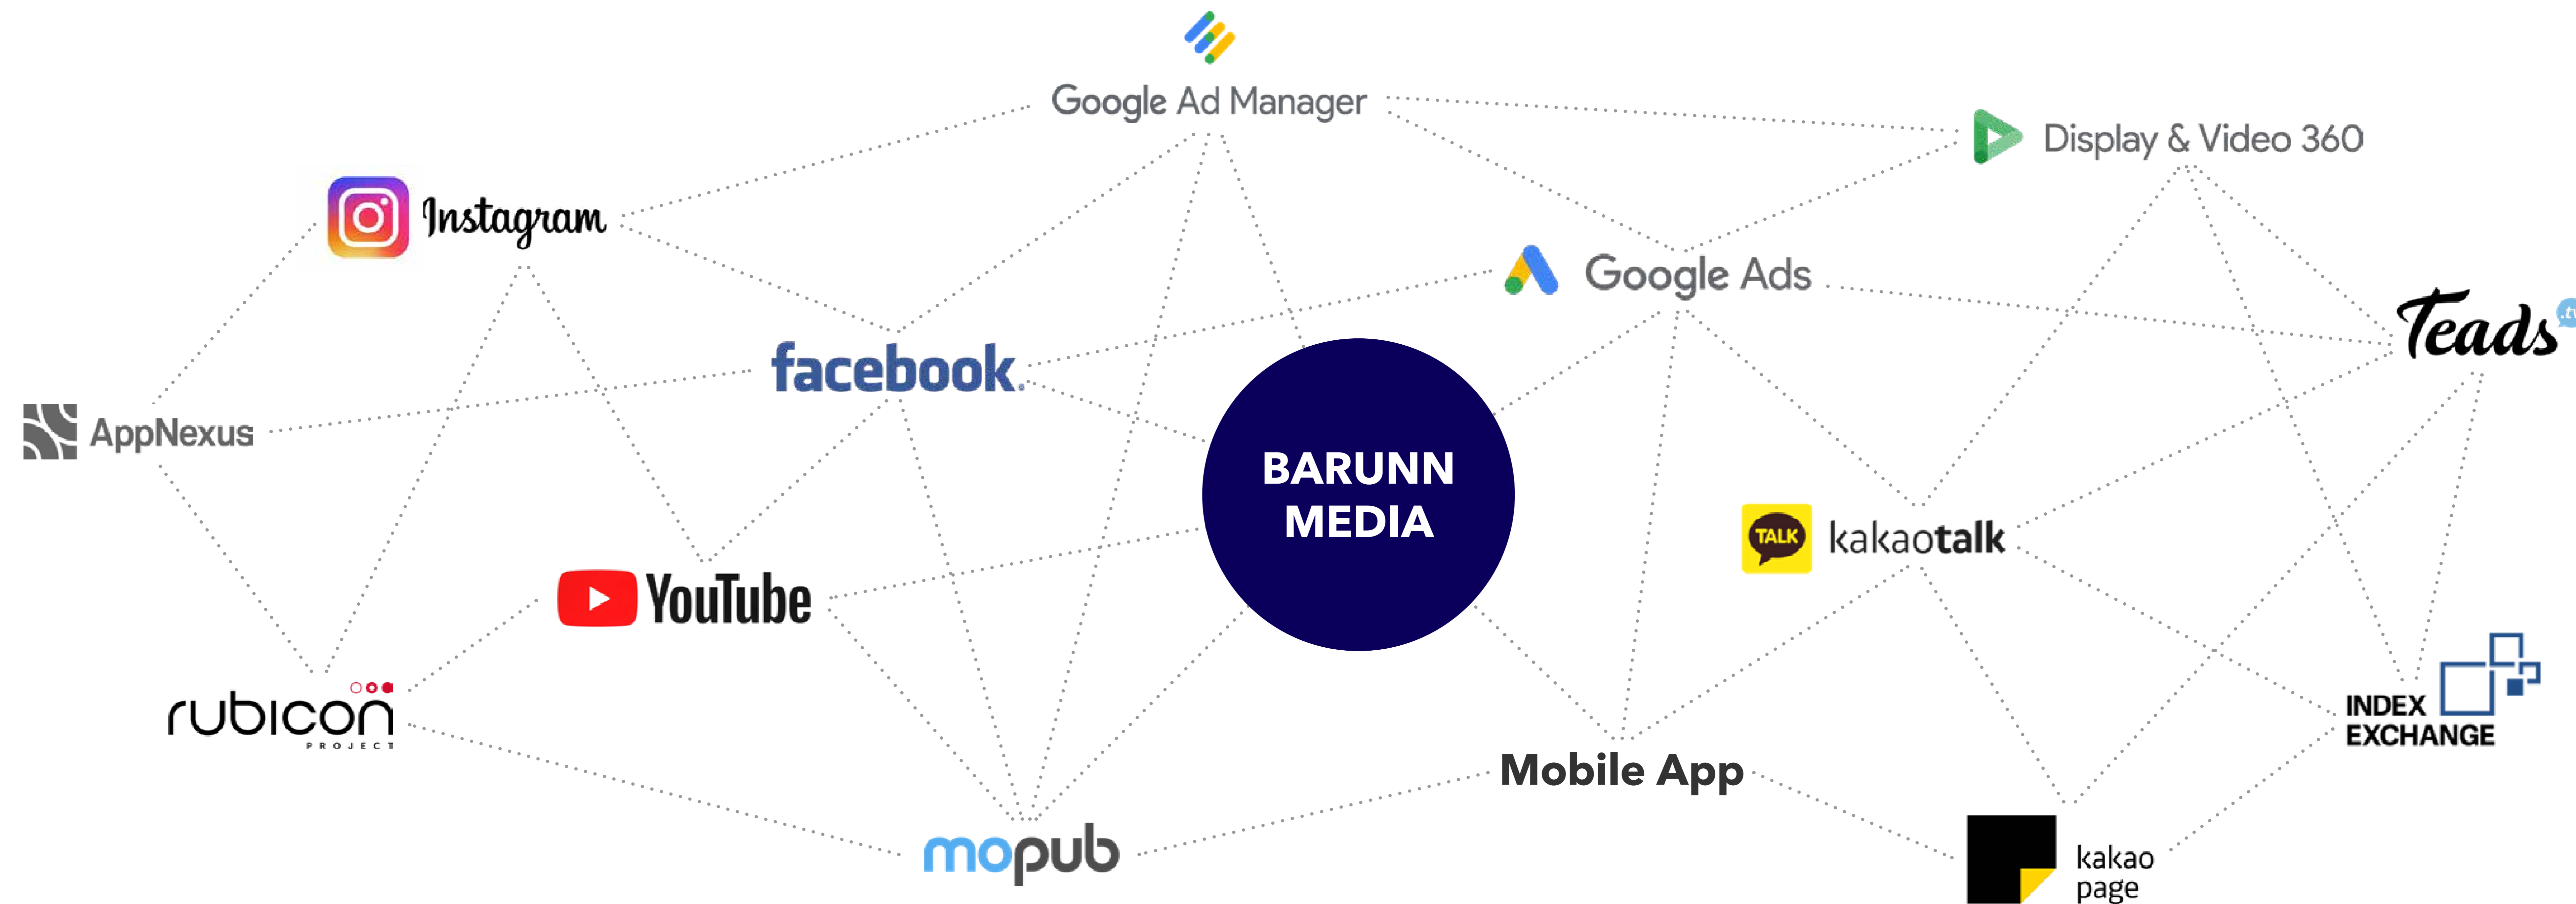 Google Ad Manager
Display & Video 360
Instagram
Google Ads
Teads .tv
facebook.
AppNexus
BARUNN
MEDIA
TALK
kakaotalk
YouTube
rubicon
PROJECT
INDEX
EXCHANGE
Mobile App
mopub
kakao
page